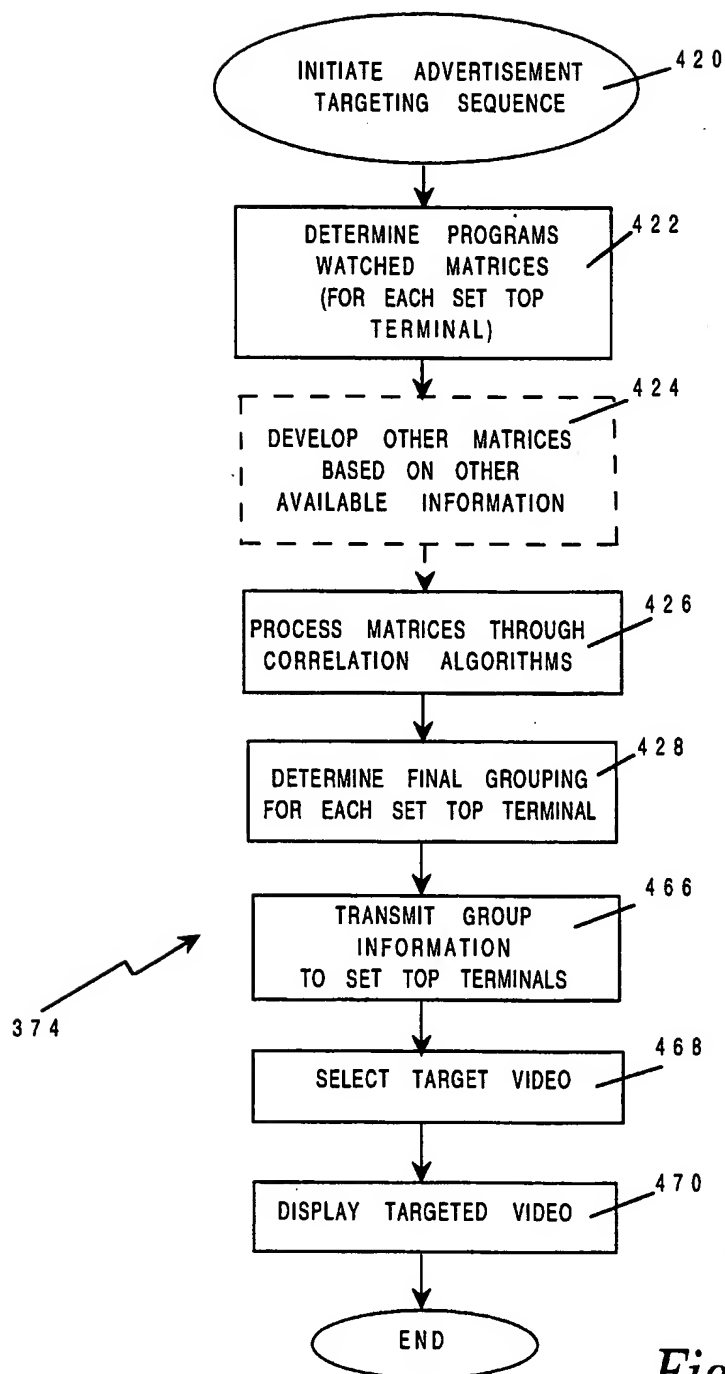 INITIATE ADVERTISEMENT
TARGETING SEQUENCE
420
DETERMINE PROGRAMS
WATCHED MATRICES
(FOR EACH SET TOP
TERMINAL)
422
424
DEVELOP OTHER MATRICES
BASED ON OTHER
AVAILABLE INFORMATION
PROCESS MATRICES THROUGH
CORRELATION ALGORITHMS
426
428
DETERMINE FINAL GROUPING
FOR EACH SET TOP TERMINAL
466
TRANSMIT GROUP
INFORMATION
TO SET TOP TERMINALS
374
468
SELECT TARGET VIDEO
470
DISPLAY TARGETED VIDEO
END